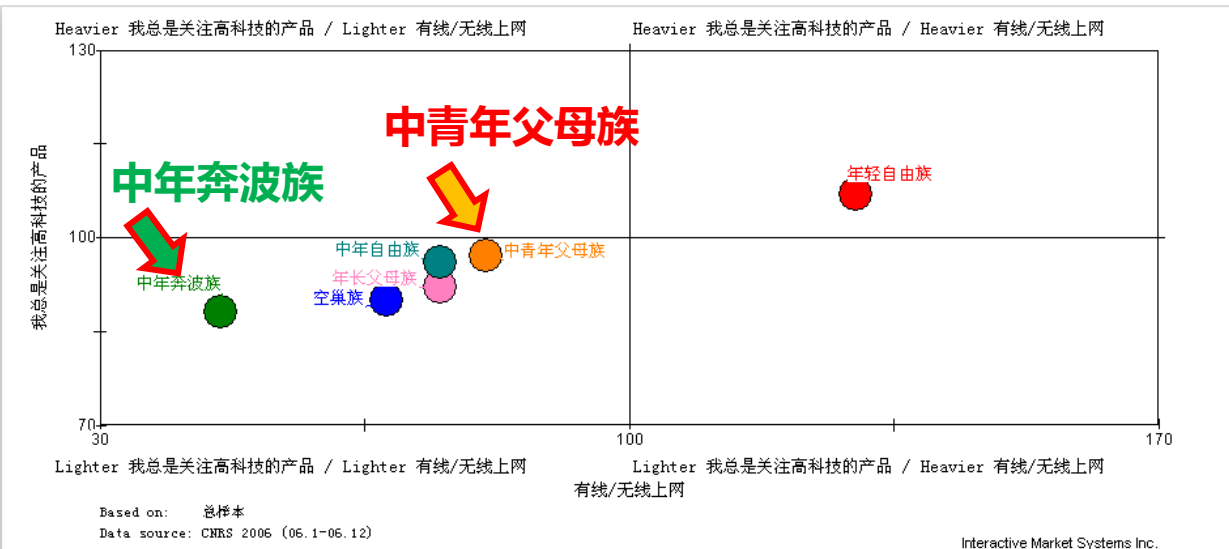 Heavier 我总是关注高科技的产品 / Lighter 有线/无线上网
Heavier 我总是关注高科技的产品 / Heavier 有线/无线上网
130
中青年父母族
中年奔波族
年轻自由族
我总是关注高科技的产品
100
中年自由族
中青年父母族
年长父母族
中年奔波族
空巢族
70
30
100
170
Lighter 我总是关注高科技的产品 / Lighter 有线/无线上网
Lighter 我总是关注高科技的产品 / Heavier 有线/无线上网
有线/无线上网
Based on: 总样本
Data source: CNRS 2006 (06.1-06.12)
Interactive Market Systems Inc.